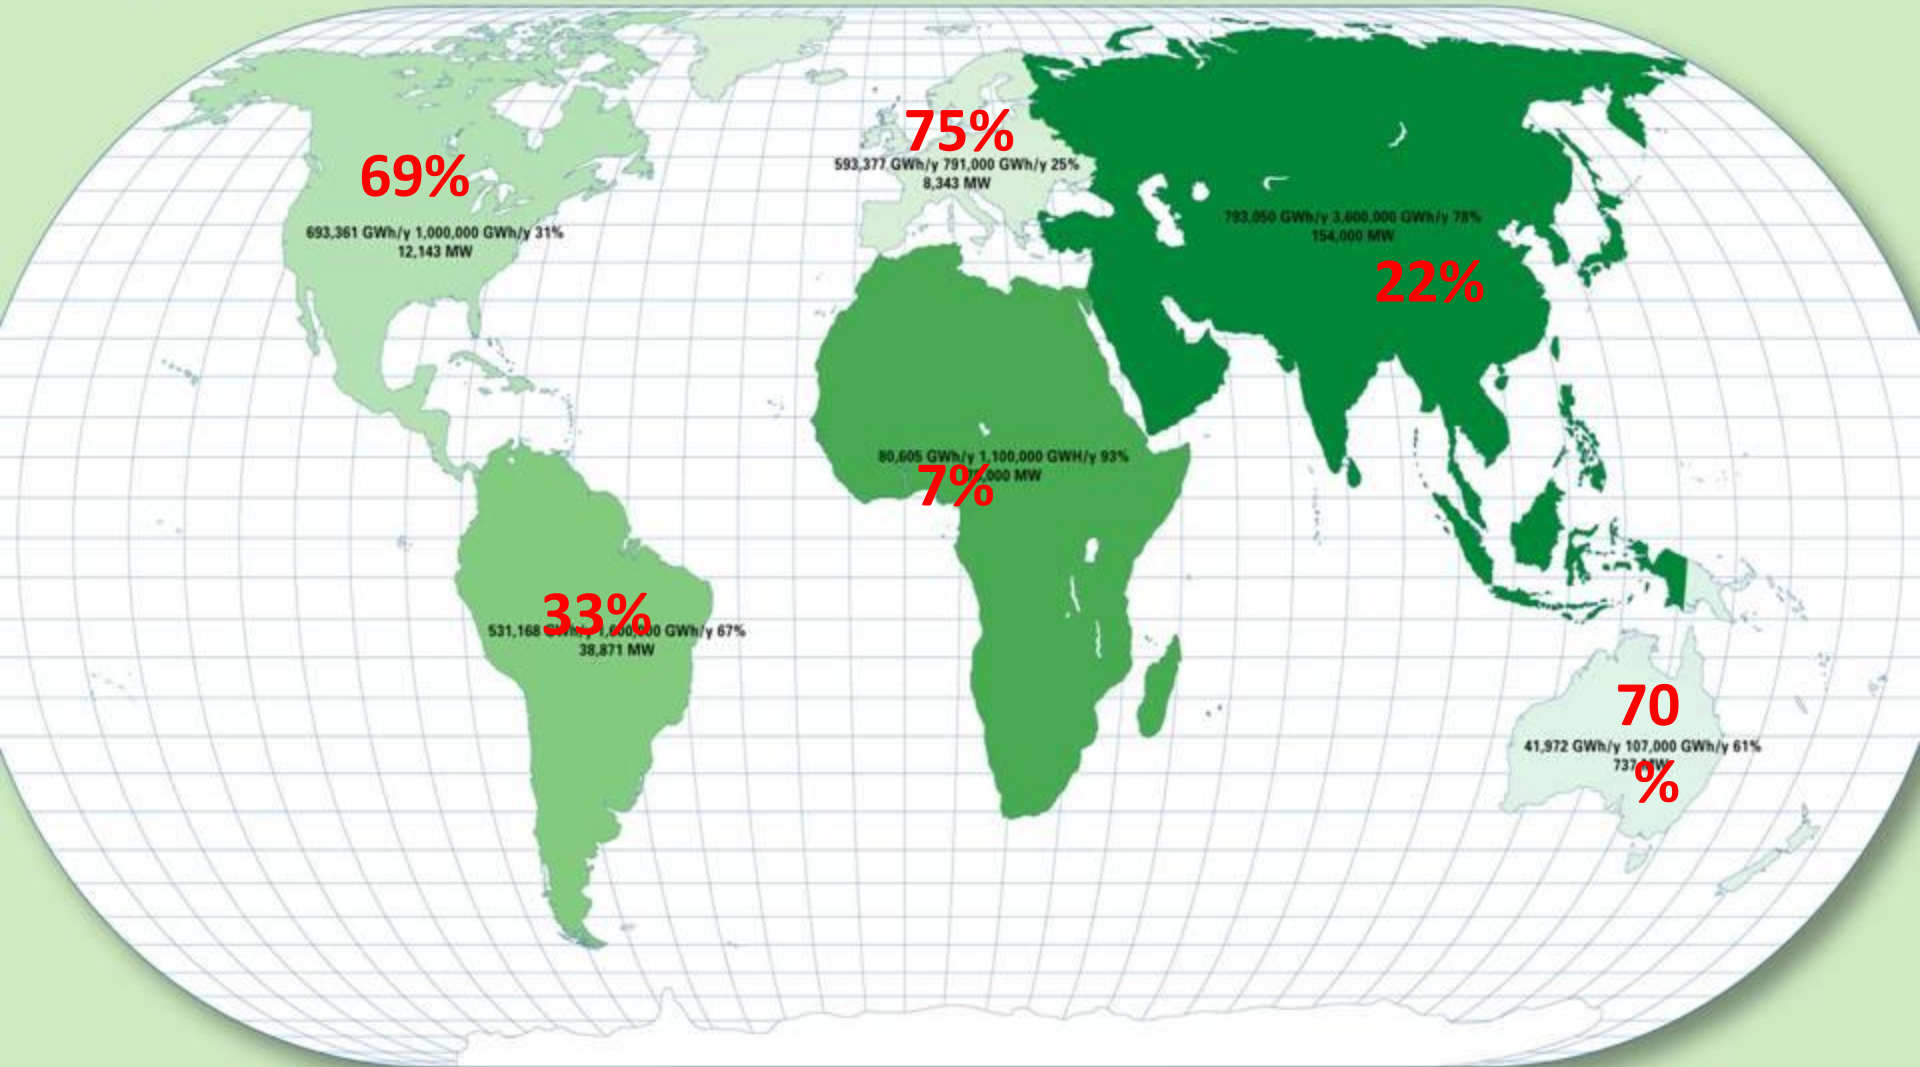 75%
593,377 GWh/y 791,000 GWh/y 25%
8,343 MW
69%
693,361 GWh/y 1,000,000 GWh/y 31%
12,143 MW
793,050 GWh/y 3,600,000 GWh/y 78%
154,000 MW
22%
80,605 GWh/y 1,100,000 GWH/y 93%
7%
MW
33%
531,168 GWh/y 67%
38,871 MW
70
41,972 GWh/y 107,000 GWh/y 61%
737 MW
%